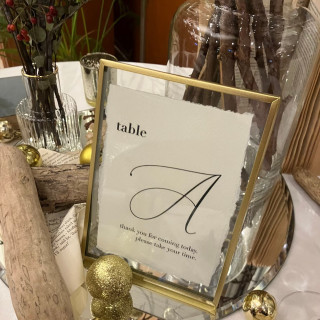 table
A
thank you for coming today.
please take your time.